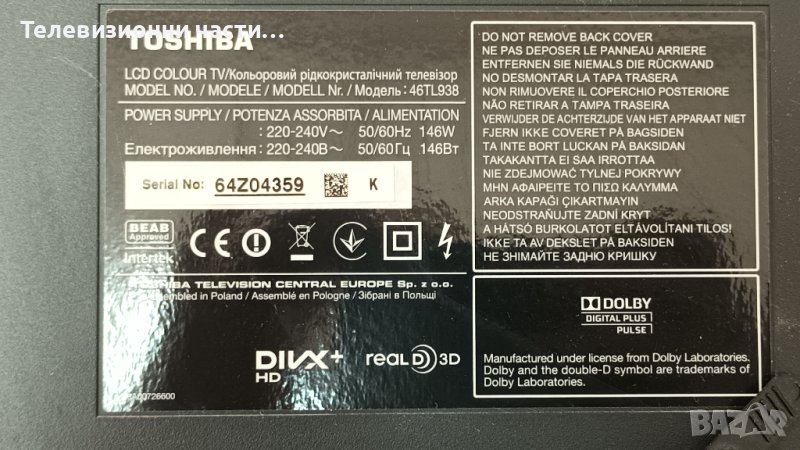 Телевизионни части…
TOSHIBA
LCD COLOUR TV/Кольоровий рідкокристалічний телевізор
MODEL NO. / MODELE / MODELL Nr. / Модель: 46TL938
POWER SUPPLY / POTENZA ASSORBITA / ALIMENTATION
: 220-240V～ 50/60Hz 146W
Електроживлення: 220-240В～ 50/60Гц 146Вт
Serial No: 64Z04359 K
BEAB
Approved
Intertek
CE
TOSHIBA TELEVISION CENTRAL EUROPE Sp. z o.o.
Assembled in Poland / Assemblé en Pologne / Зібрані в Польщі
DIVX+
HD
REAL D 3D
DO NOT REMOVE BACK COVER
NE PAS DEPOSER LE PANNEAU ARRIERE
ENTFERNEN SIE NIEMALS DIE RÜCKWAND
NO DESMONTAR LA TAPA TRASERA
NON RIMUOVERE IL COPERCHIO POSTERIORE
NÃO RETIRAR A TAMPA TRASEIRA
VERWIJDER DE ACHTERZIJDE VAN HET APPARAAT NIET
FJERN IKKE COVERET PÅ BAGSIDEN
TA INTE BORT LUCKAN PÅ BAKSIDAN
TAKAKANTTA EI SAA IRROTTAA
NIE ZDEJMOWAĆ TYLNEJ POKRYWY
ΜΗΝ ΑΦΑΙΡΕΙΤΕ ΤΟ ΠΙΣΩ ΚΑΛΥΜΜΑ
ARKA KAPAĞI ÇIKARTMAYIN
NEODSTRAŇUJTE ZADNÍ KRYT
A HÁTSÓ BURKOLATOT ELTÁVOLÍTANI TILOS!
IKKE TA AV DEKSLET PÅ BAKSIDEN
НЕ ЗНІМАЙТЕ ЗАДНЮ КРИШКУ
DOLBY
DIGITAL PLUS
PULSE
Manufactured under license from Dolby Laboratories.
Dolby and the double-D symbol are trademarks of
Dolby Laboratories.
BAZAR